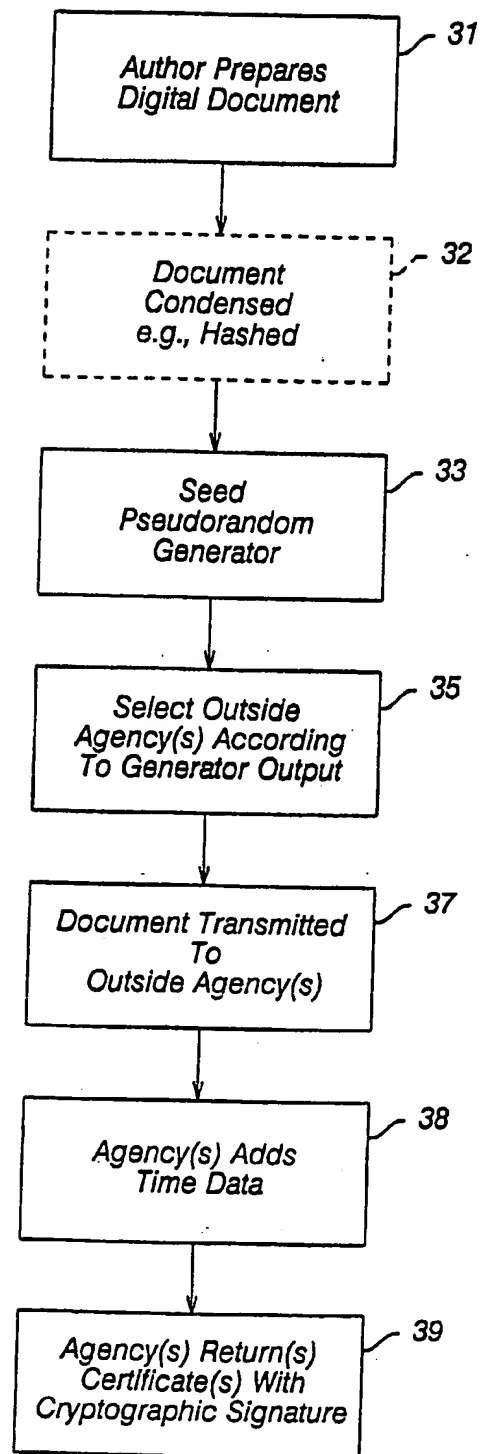 31
Author Prepares
Digital Document
32
Document
Condensed
e.g., Hashed
33
Seed
Pseudorandom
Generator
35
Select Outside
Agency(s) According
To Generator Output
37
Document Transmitted
To
Outside Agency(s)
38
Agency(s) Adds
Time Data
39
Agency(s) Return(s)
Certificate(s) With
Cryptographic Signature